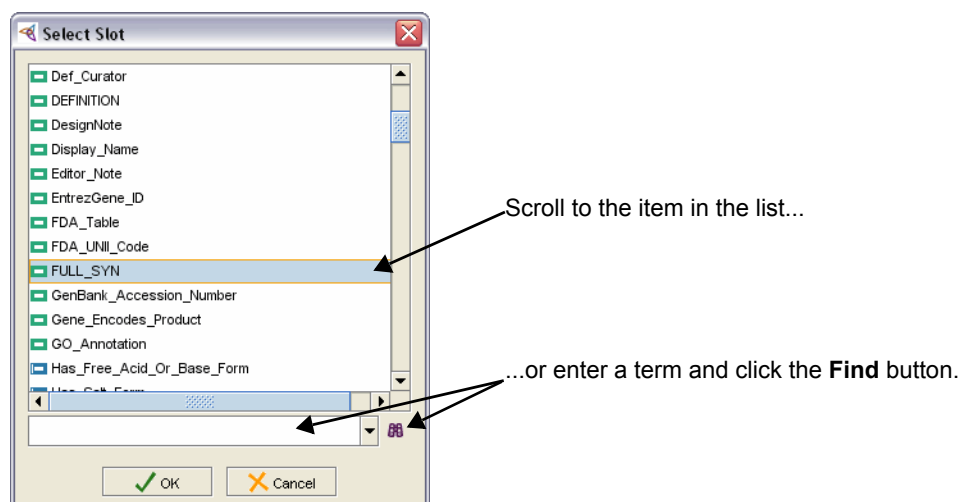 Select Slot
Def_Curator
DEFINITION
DesignNote
Display_Name
Editor_Note
EntrezGene_ID
FDA_Table
FDA_UNII_Code
FULL_SYN
GenBank_Accession_Number
Gene_Encodes_Product
GO_Annotation
Has_Free_Acid_Or_Base_Form
Has_Salt_Form
Scroll to the item in the list...
...or enter a term and click the Find button.
OK
Cancel